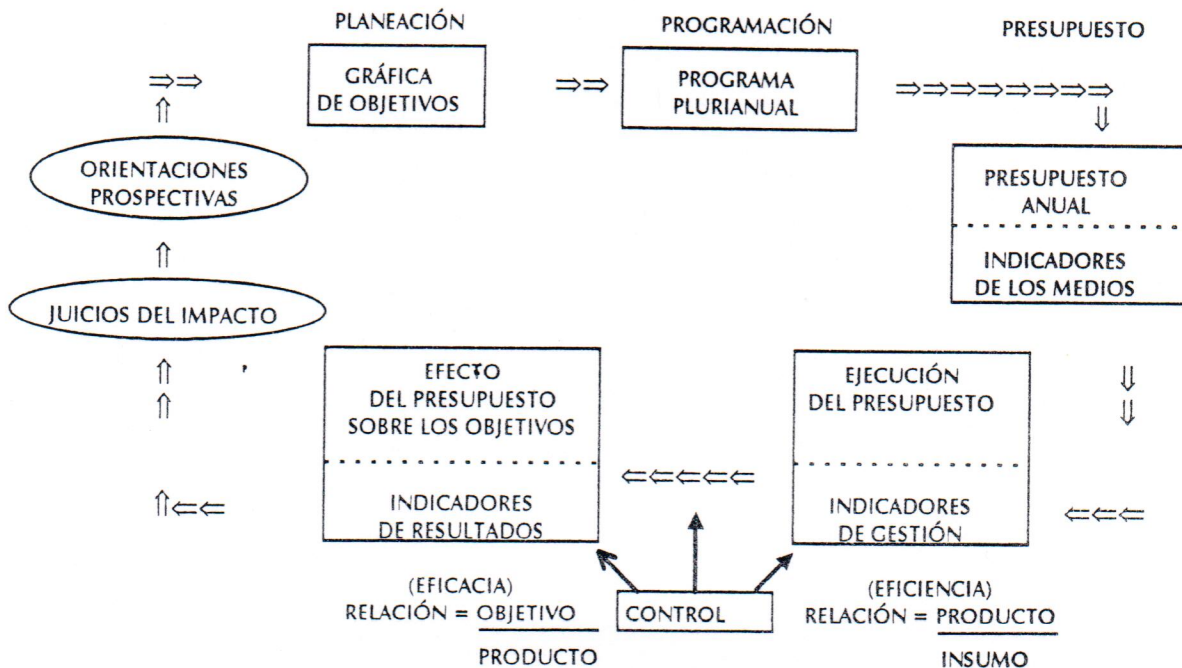 PLANEACIÓN
PROGRAMACIÓN
PRESUPUESTO
GRÁFICA
DE OBJETIVOS
PROGRAMA
PLURIANUAL
ORIENTACIONES
PROSPECTIVAS
PRESUPUESTO
ANUAL
INDICADORES
DE LOS MEDIOS
JUICIOS DEL IMPACTO
EFECTO
DEL PRESUPUESTO
SOBRE LOS OBJETIVOS
INDICADORES
DE RESULTADOS
EJECUCIÓN
DEL PRESUPUESTO
INDICADORES
DE GESTIÓN
(EFICACIA)
RELACIÓN = OBJETIVO
PRODUCTO
CONTROL
(EFICIENCIA)
RELACIÓN = PRODUCTO
INSUMO